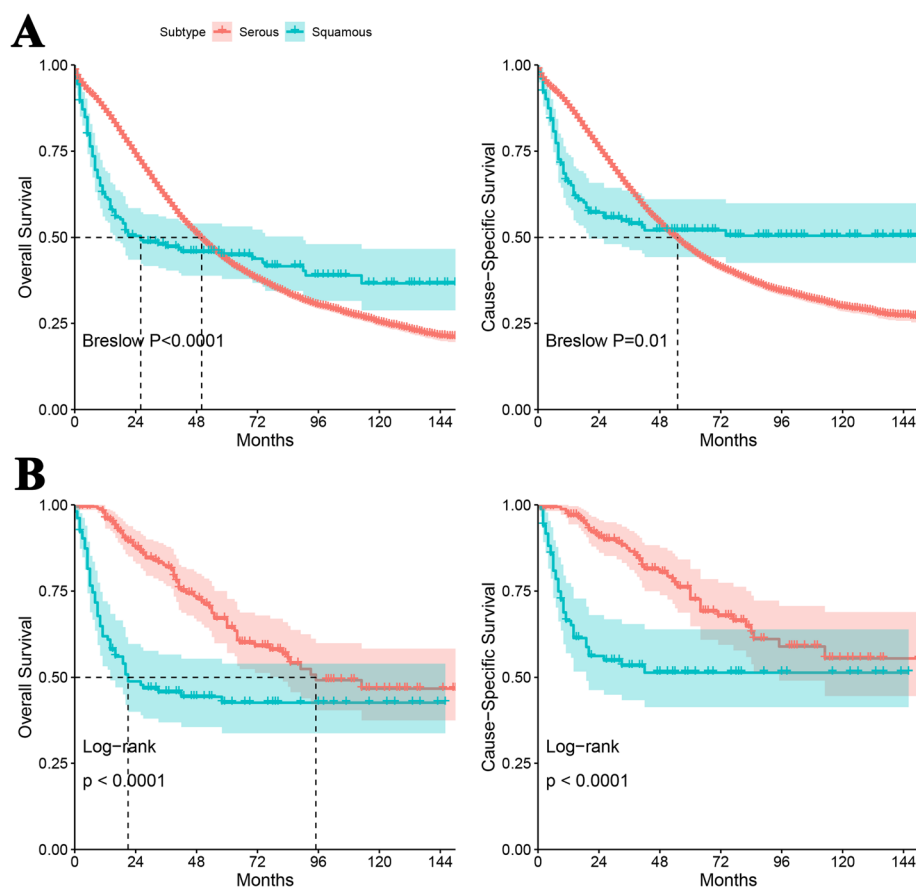 A
Subtype Serous Squamous
Overall Survival
1.00
0.75
0.50
0.25
0.00
Breslow P<0.0001
0 24 48 72 96 120 144
Months
Cause−Specific Survival
1.00
0.75
0.50
0.25
0.00
Breslow P=0.01
0 24 48 72 96 120 144
Months
B
Overall Survival
1.00
0.75
0.50
0.25
0.00
Log−rank
p < 0.0001
0 24 48 72 96 120 144
Months
Cause−Specific Survival
1.00
0.75
0.50
0.25
0.00
Log−rank
p < 0.0001
0 24 48 72 96 120 144
Months